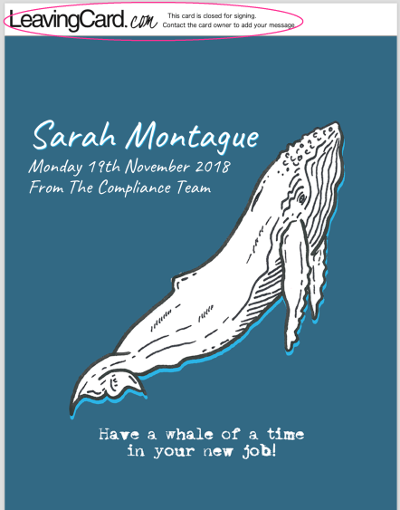 LeavingCard.com
This card is closed for signing.
Contact the card owner to add your message.
Sarah Montague
Monday 19th November 2018
From The Compliance Team
Have a whale of a time
in your new job!